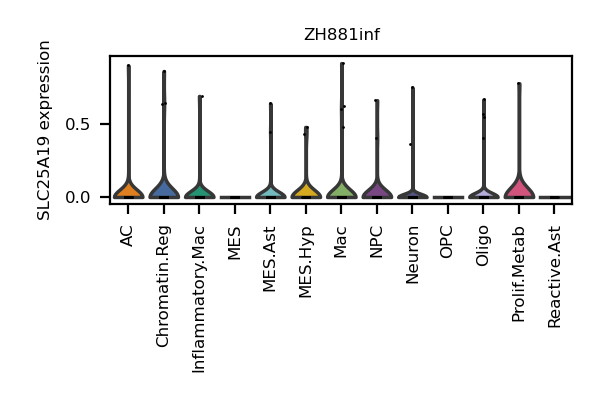 ZH881inf
SLC25A19 expression
0.5
0.0
AC
Chromatin.Reg
Inflammatory.Mac
MES
MES.Ast
MES.Hyp
Mac
NPC
Neuron
OPC
Oligo
Prolif.Metab
Reactive.Ast